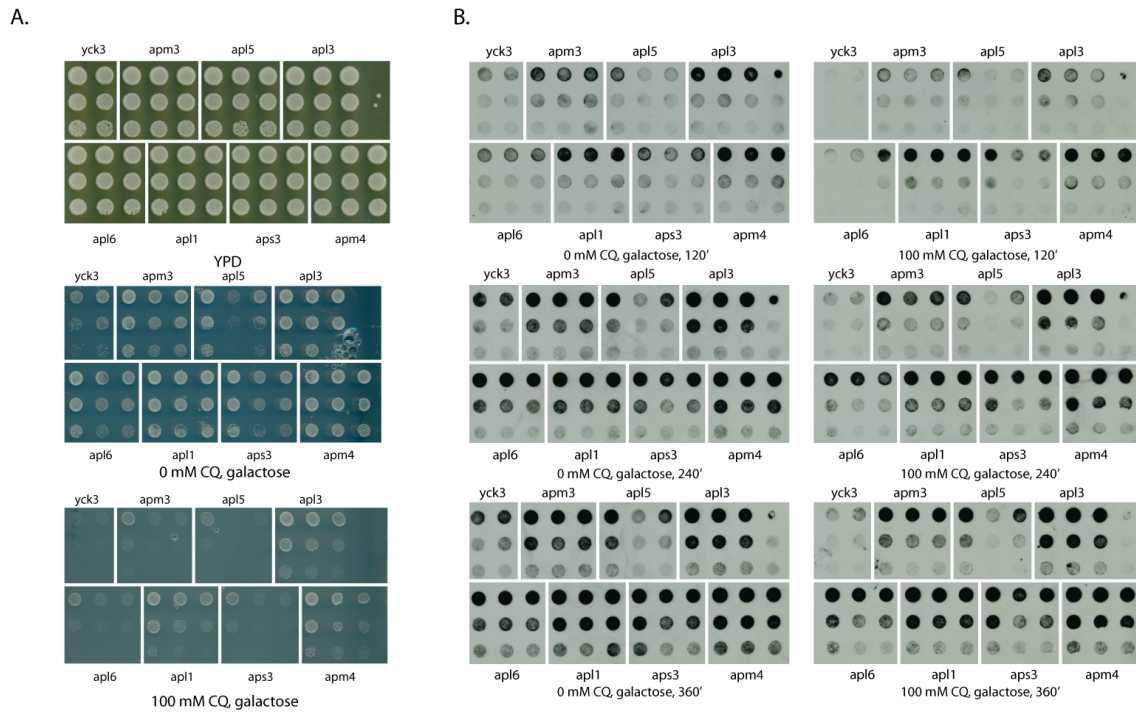 A.
yck3 apm3 apl5 apl3
apl6 apl1 aps3 apm4
YPD
yck3 apm3 apl5 apl3
apl6 apl1 aps3 apm4
0 mM CQ, galactose
yck3 apm3 apl5 apl3
apl6 apl1 aps3 apm4
100 mM CQ, galactose
B.
yck3 apm3 apl5 apl3
apl6 apl1 aps3 apm4
0 mM CQ, galactose, 120’
yck3 apm3 apl5 apl3
apl6 apl1 aps3 apm4
100 mM CQ, galactose, 120’
yck3 apm3 apl5 apl3
apl6 apl1 aps3 apm4
0 mM CQ, galactose, 240’
yck3 apm3 apl5 apl3
apl6 apl1 aps3 apm4
100 mM CQ, galactose, 240’
yck3 apm3 apl5 apl3
apl6 apl1 aps3 apm4
0 mM CQ, galactose, 360’
yck3 apm3 apl5 apl3
apl6 apl1 aps3 apm4
100 mM CQ, galactose, 360’